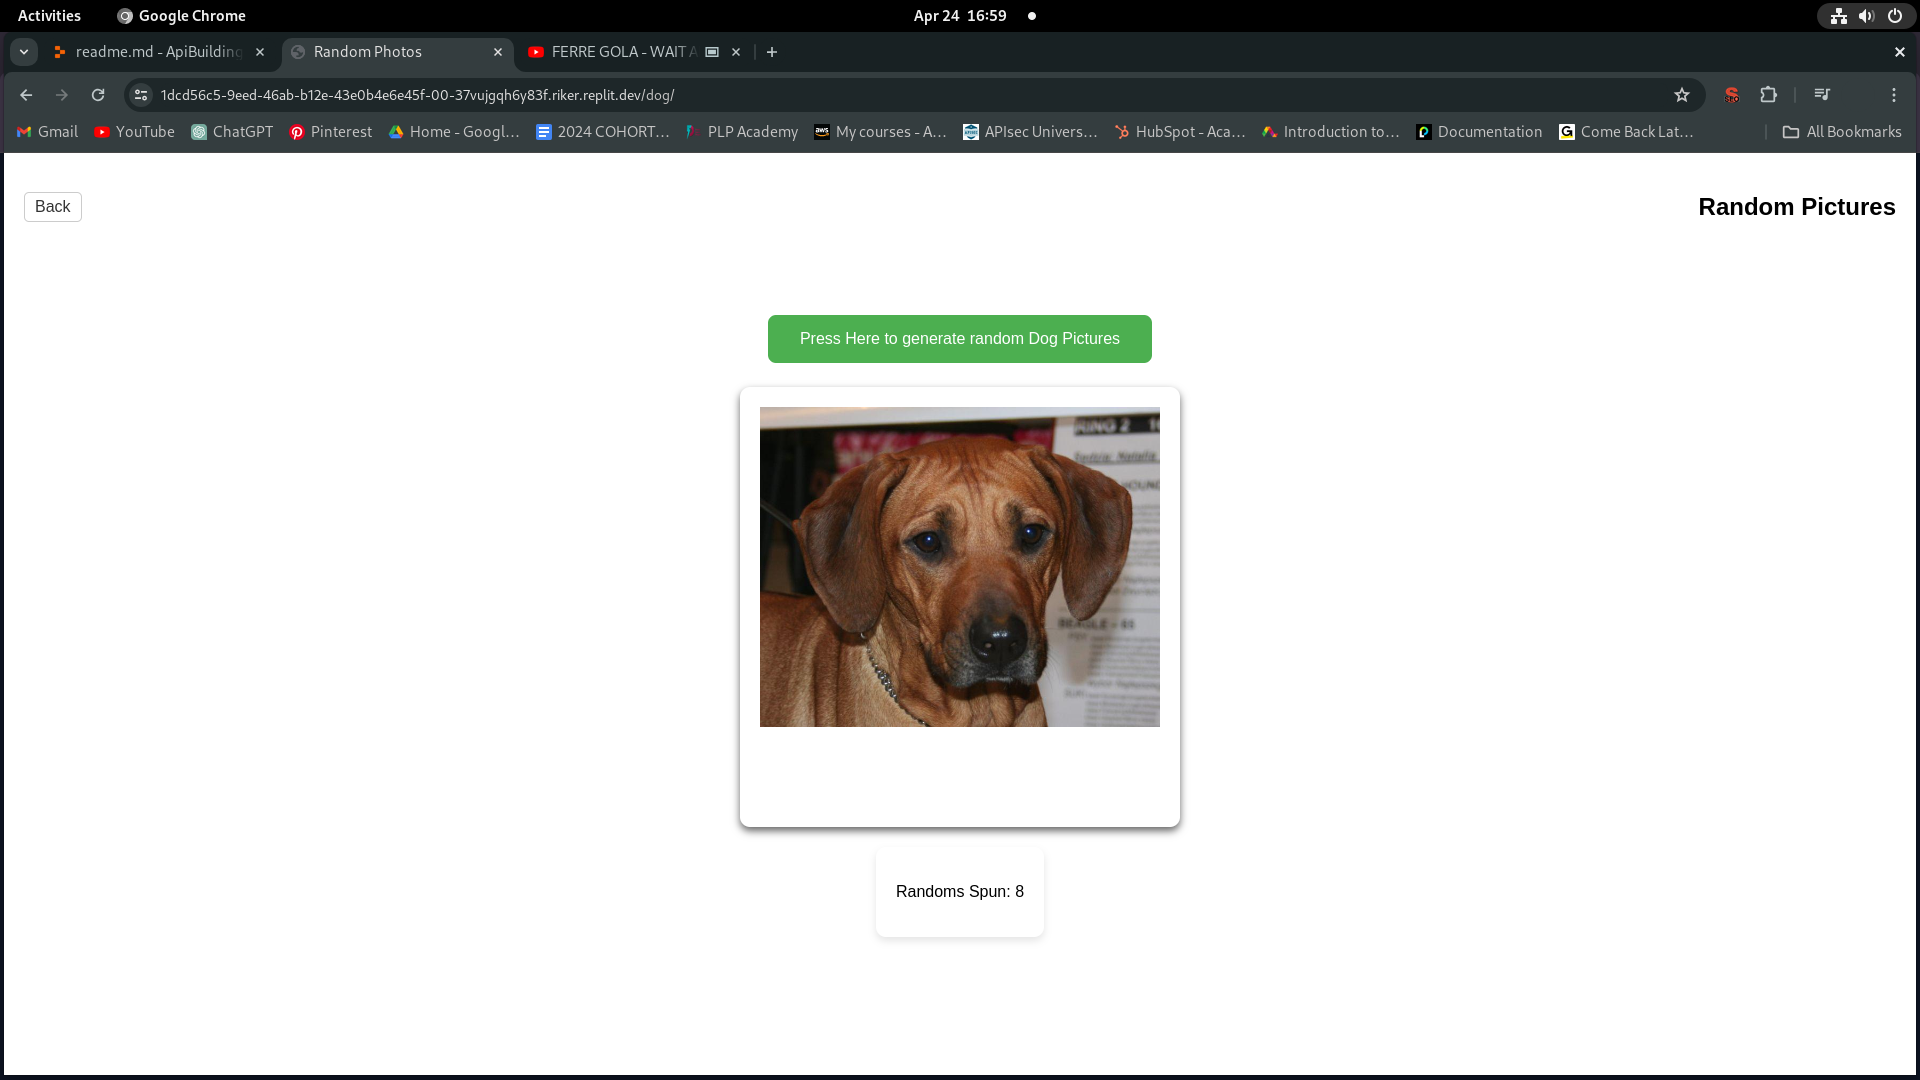 Activities Google Chrome Apr 24 16:59
readme.md - ApiBuilding Random Photos FERRE GOLA - WAIT A
1dcd56c5-9eed-46ab-b12e-43e0b4e6e45f-00-37vujgqh6y83f.riker.replit.dev/dog/
Gmail YouTube ChatGPT Pinterest Home - Googl... 2024 COHORT... PLP Academy My courses - A... APIsec Univers... HubSpot - Aca... Introduction to... Documentation Come Back Lat... All Bookmarks
Back Random Pictures
Press Here to generate random Dog Pictures
RING 2
BEAGLE
Randoms Spun: 8